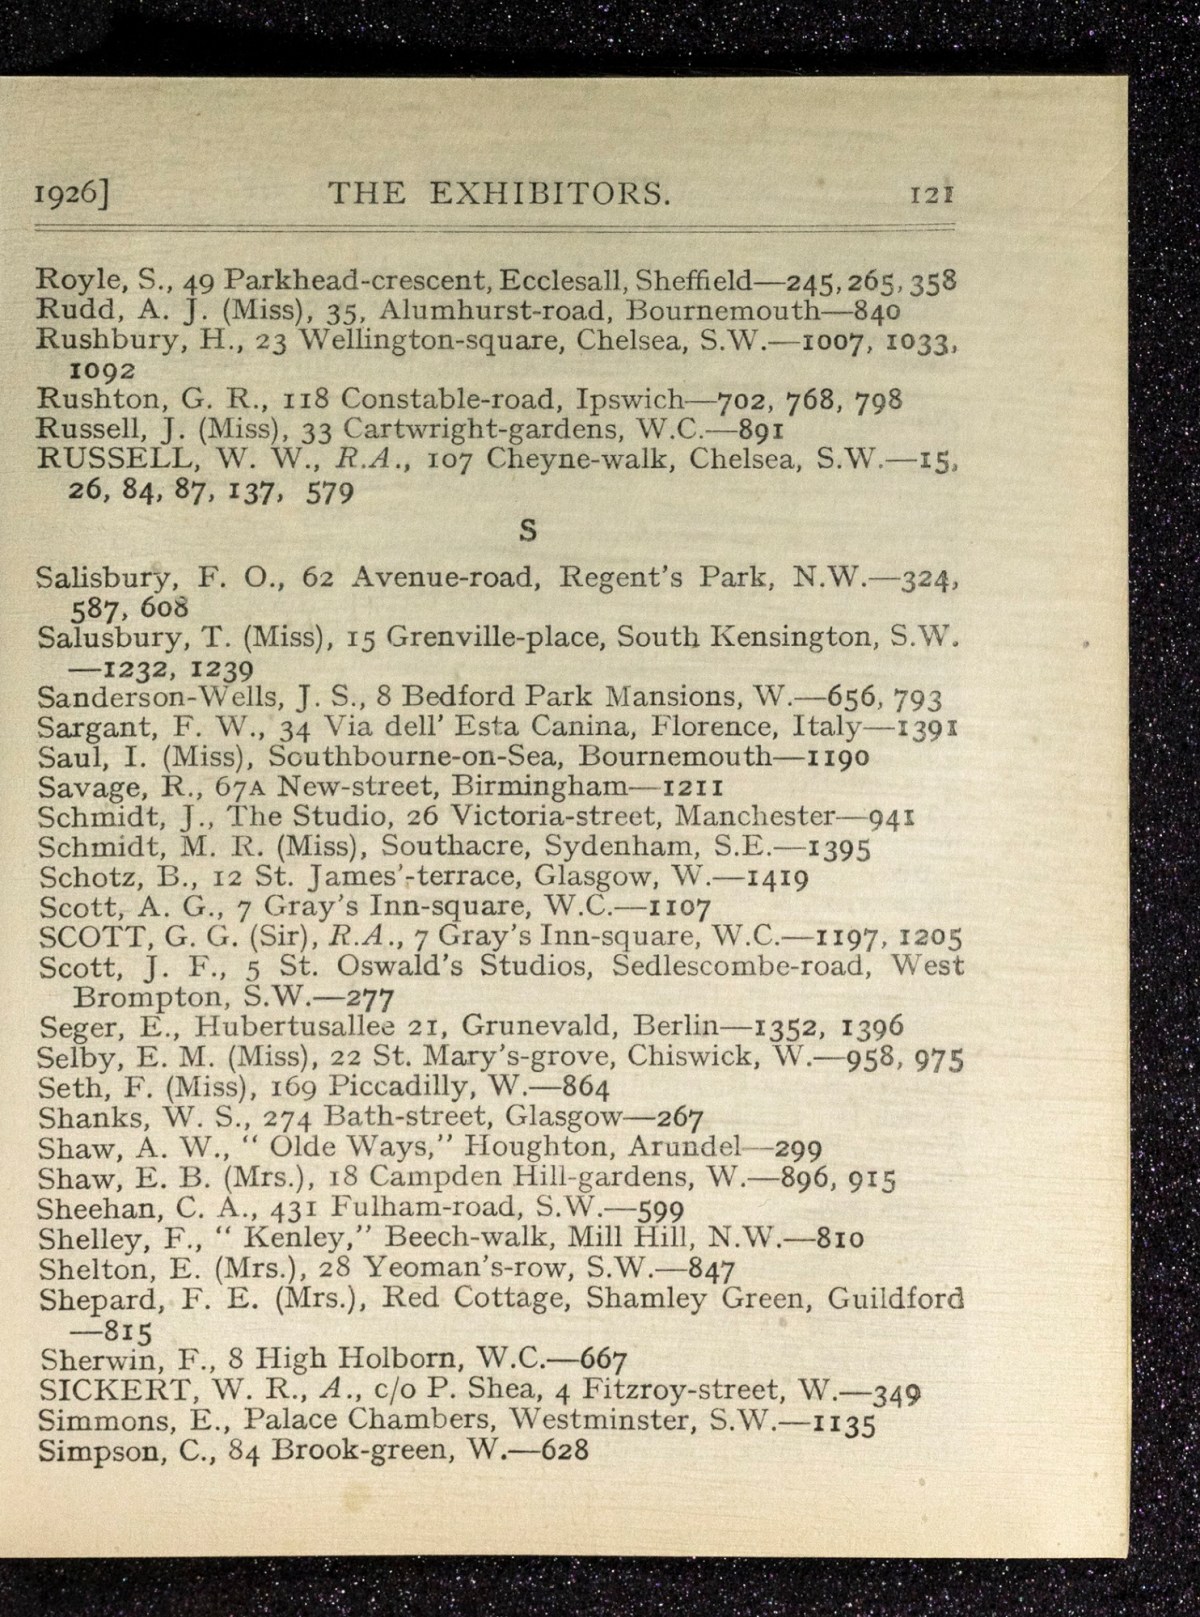 1926] THE EXHIBITORS. 121
Royle, S., 49 Parkhead-crescent, Ecclesall, Sheffield—245, 265, 358
Rudd, A. J. (Miss), 35, Alumhurst-road, Bournemouth—840
Rushbury, H., 23 Wellington-square, Chelsea, S.W.—1007, 1033,
1092
Rushton, G. R., 118 Constable-road, Ipswich—702, 768, 798
Russell, J. (Miss), 33 Cartwright-gardens, W.C.—891
RUSSELL, W. W., R.A., 107 Cheyne-walk, Chelsea, S.W.—15,
26, 84, 87, 137, 579
S
Salisbury, F. O., 62 Avenue-road, Regent's Park, N.W.—324,
587, 608
Salusbury, T. (Miss), 15 Grenville-place, South Kensington, S.W.
—1232, 1239
Sanderson-Wells, J. S., 8 Bedford Park Mansions, W.—656, 793
Sargant, F. W., 34 Via dell' Esta Canina, Florence, Italy—1391
Saul, I. (Miss), Southbourne-on-Sea, Bournemouth—1190
Savage, R., 67A New-street, Birmingham—1211
Schmidt, J., The Studio, 26 Victoria-street, Manchester—941
Schmidt, M. R. (Miss), Southacre, Sydenham, S.E.—1395
Schotz, B., 12 St. James'-terrace, Glasgow, W.—1419
Scott, A. G., 7 Gray's Inn-square, W.C.—1107
SCOTT, G. G. (Sir), R.A., 7 Gray's Inn-square, W.C.—1197, 1205
Scott, J. F., 5 St. Oswald's Studios, Sedlescombe-road, West
Brompton, S.W.—277
Seger, E., Hubertusallee 21, Grunevald, Berlin—1352, 1396
Selby, E. M. (Miss), 22 St. Mary's-grove, Chiswick, W.—958, 975
Seth, F. (Miss), 169 Piccadilly, W.—864
Shanks, W. S., 274 Bath-street, Glasgow—267
Shaw, A. W., " Olde Ways," Houghton, Arundel—299
Shaw, E. B. (Mrs.), 18 Campden Hill-gardens, W.—896, 915
Sheehan, C. A., 431 Fulham-road, S.W.—599
Shelley, F., " Kenley," Beech-walk, Mill Hill, N.W.—810
Shelton, E. (Mrs.), 28 Yeoman's-row, S.W.—847
Shepard, F. E. (Mrs.), Red Cottage, Shamley Green, Guildford
—815
Sherwin, F., 8 High Holborn, W.C.—667
SICKERT, W. R., A., c/o P. Shea, 4 Fitzroy-street, W.—349
Simmons, E., Palace Chambers, Westminster, S.W.—1135
Simpson, C., 84 Brook-green, W.—628